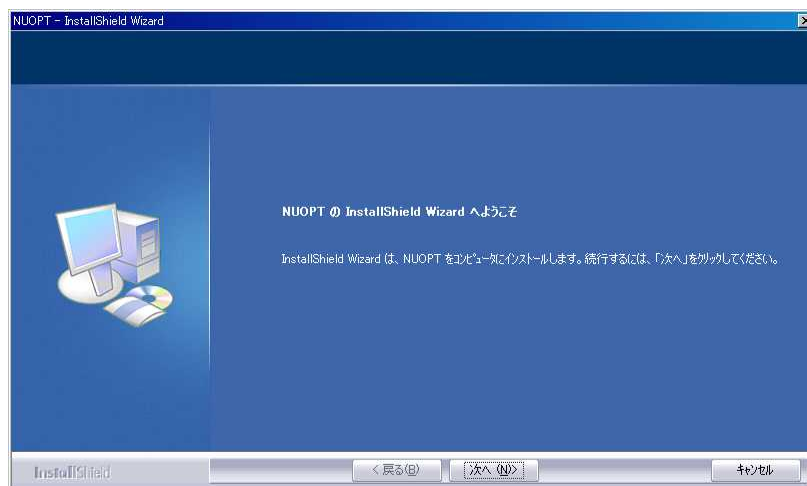 NUOPT - InstallShield Wizard
NUOPT の InstallShield Wizard へようこそ
InstallShield Wizard は、NUOPT をコンピュータにインストールします。続行するには、「次へ」をクリックしてください。
InstallShield
< 戻る(B)
次へ (N)>
キャンセル